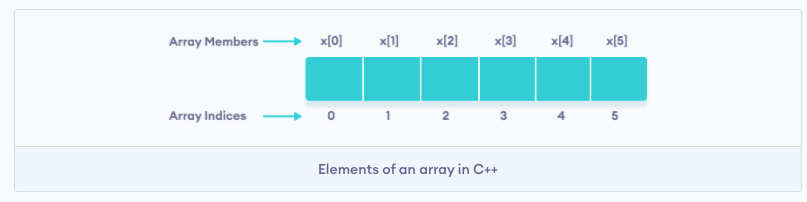 Array Members x[0] x[1] x[2] x[3] x[4] x[5]
Array Indices 0 1 2 3 4 5
Elements of an array in C++